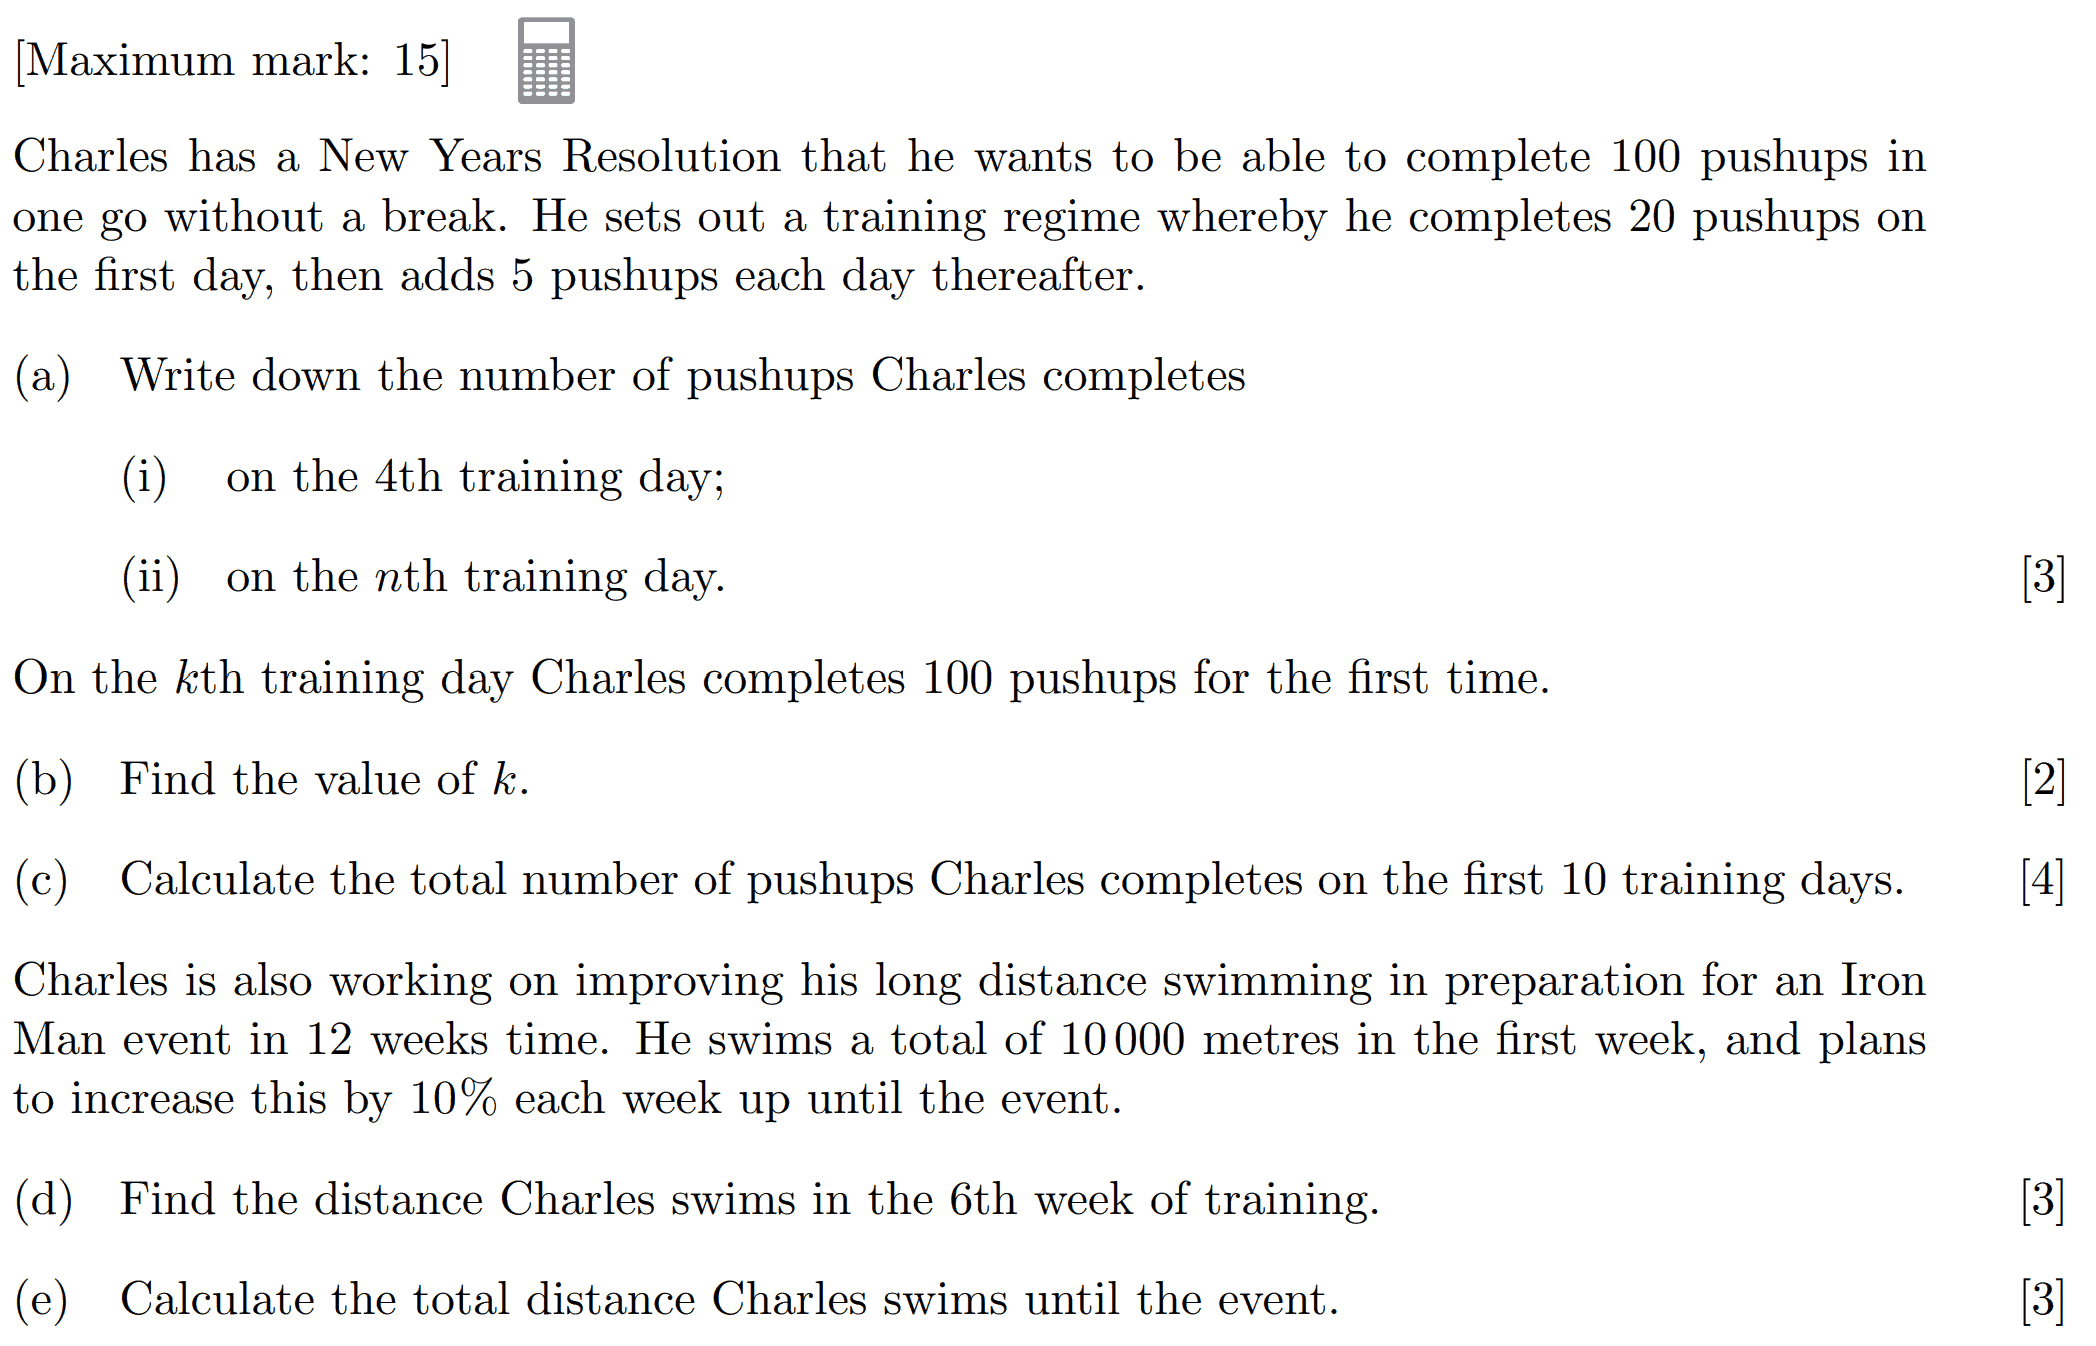 [Maximum mark: 15]
Charles has a New Years Resolution that he wants to be able to complete 100 pushups in
one go without a break. He sets out a training regime whereby he completes 20 pushups on
the first day, then adds 5 pushups each day thereafter.
(a) Write down the number of pushups Charles completes
(i) on the 4th training day;
(ii) on the nth training day. [3]
On the kth training day Charles completes 100 pushups for the first time.
(b) Find the value of k. [2]
(c) Calculate the total number of pushups Charles completes on the first 10 training days. [4]
Charles is also working on improving his long distance swimming in preparation for an Iron
Man event in 12 weeks time. He swims a total of 10 000 metres in the first week, and plans
to increase this by 10% each week up until the event.
(d) Find the distance Charles swims in the 6th week of training. [3]
(e) Calculate the total distance Charles swims until the event. [3]